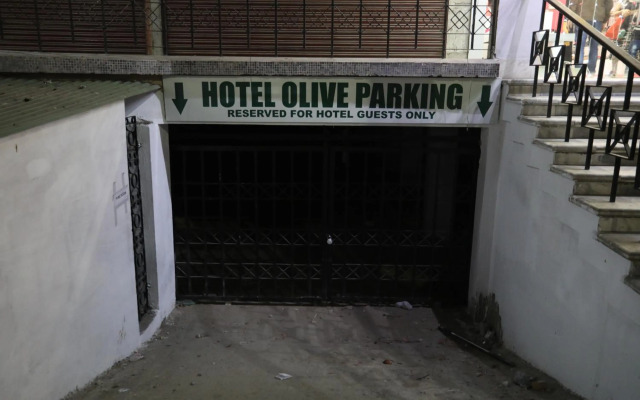 HOTEL OLIVE PARKING
RESERVED FOR HOTEL GUESTS ONLY